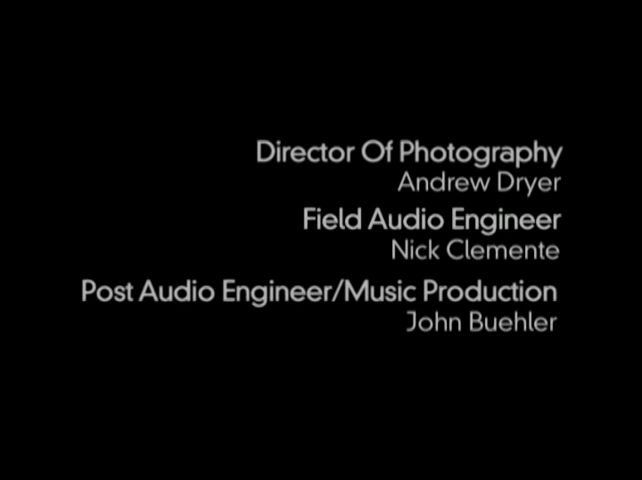 Director Of Photography
Andrew Dryer
Field Audio Engineer
Nick Clemente
Post Audio Engineer/Music Production
John Buehler